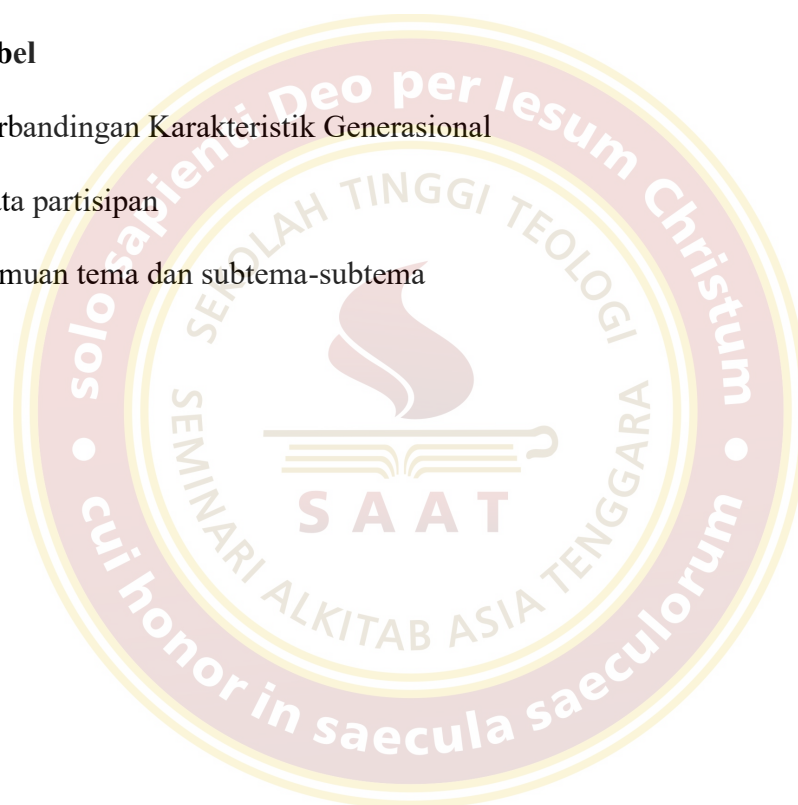 bel
rbandingan Karakteristik Generasional
ta partisipan
muan tema dan subtema-subtema
solo sapienti Deo per Iesum Christum
SEKOLAH TINGGI TEOLOGI
SEMINARI ALKITAB ASIA TENGGARA
SAAT
cui honor in saecula saeculorum